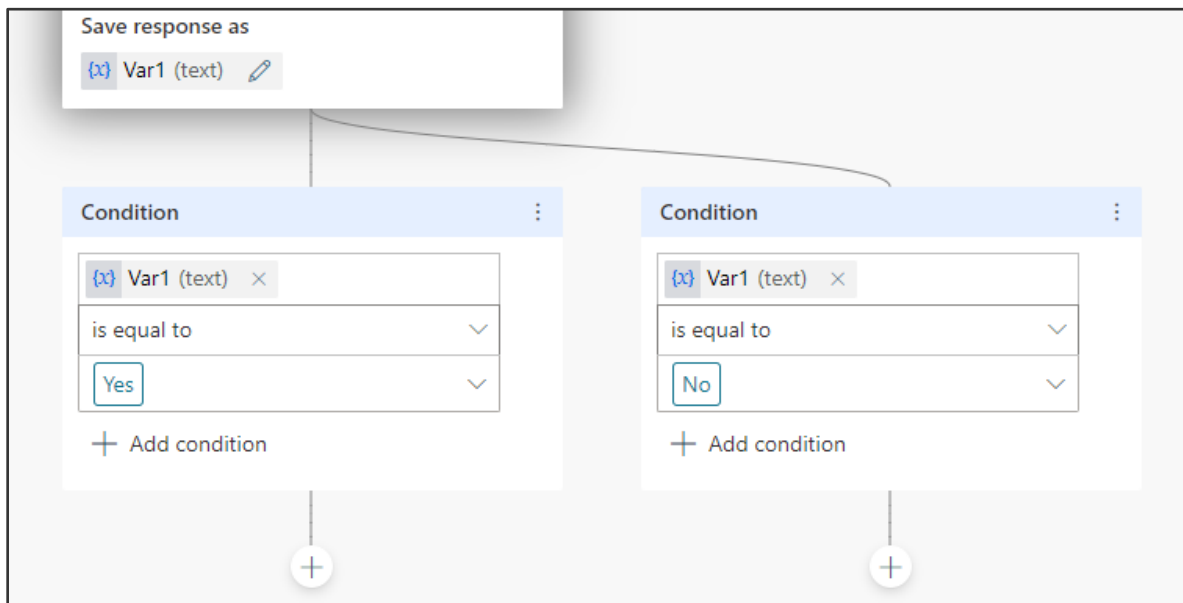 Save response as
{x} Var1 (text)
Condition
{x} Var1 (text)
is equal to
Yes
Add condition
Condition
{x} Var1 (text)
is equal to
No
Add condition